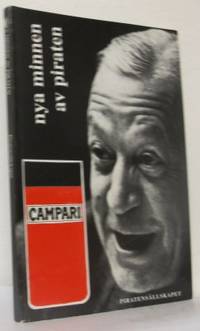 nya minnen
av piraten
CAMPARI
PIRATENSÄLLSKAPET